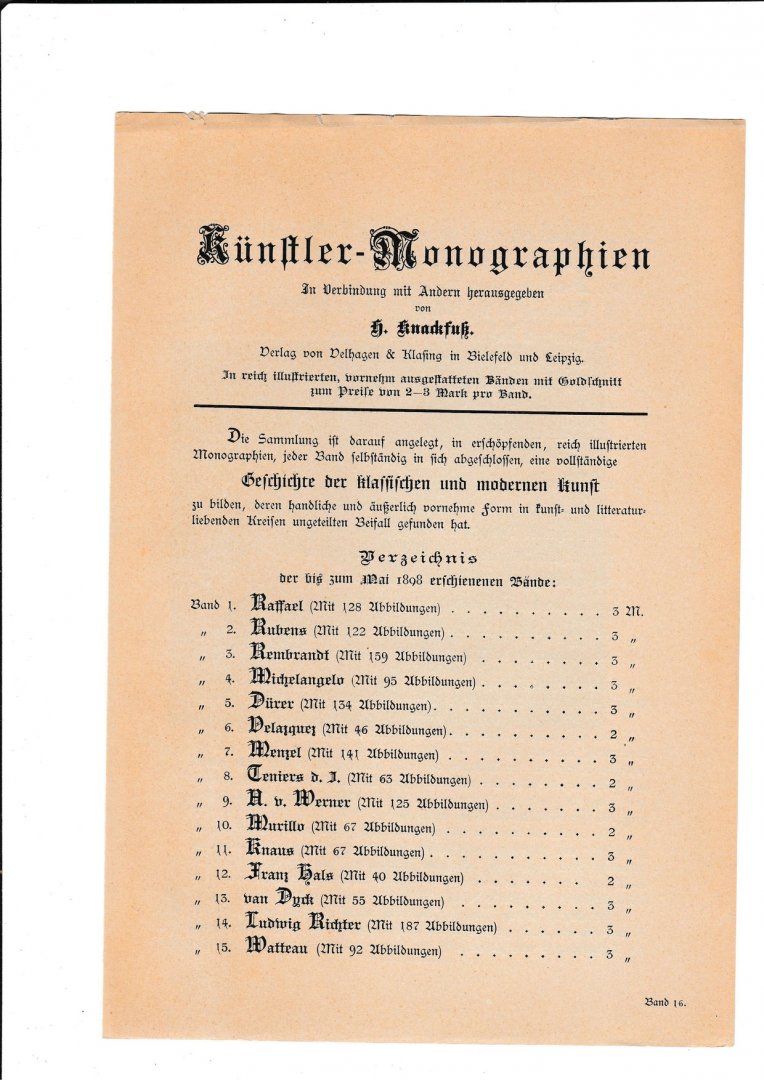 Künstler-Monographien
In Verbindung mit Andern herausgegeben
von
H. Knackfuß.
Verlag von Velhagen & Klasing in Bielefeld und Leipzig.
In reich illustrierten, vornehm ausgestatteten Bänden mit Goldschnitt
zum Preise von 2—3 Mark pro Band.
Die Sammlung ist darauf angelegt, in erschöpfenden, reich illustrierten
Monographien, jeder Band selbständig in sich abgeschlossen, eine vollständige
Geschichte der klassischen und modernen Kunst
zu bilden, deren handliche und äußerlich vornehme Form in kunst- und litteratur-
liebenden Kreisen ungeteilten Beifall gefunden hat.
Verzeichnis
der bis zum Mai 1898 erschienenen Bände:
Band 1. Raffael (Mit 128 Abbildungen) . . . . . . . . . . 3 M.
„ 2. Rubens (Mit 122 Abbildungen) . . . . . . . . . . 3 „
„ 3. Rembrandt (Mit 159 Abbildungen) . . . . . . . . 3 „
„ 4. Michelangelo (Mit 95 Abbildungen) . . . . . . . . 3 „
„ 5. Dürer (Mit 134 Abbildungen) . . . . . . . . . . . 3 „
„ 6. Velazquez (Mit 46 Abbildungen) . . . . . . . . . . 2 „
„ 7. Menzel (Mit 141 Abbildungen) . . . . . . . . . . 3 „
„ 8. Teniers d. J. (Mit 63 Abbildungen) . . . . . . . . 2 „
„ 9. A. v. Werner (Mit 125 Abbildungen) . . . . . . . 3 „
„ 10. Murillo (Mit 67 Abbildungen) . . . . . . . . . . 2 „
„ 11. Knaus (Mit 67 Abbildungen) . . . . . . . . . . . 3 „
„ 12. Franz Hals (Mit 40 Abbildungen) . . . . . . . 2 „
„ 13. van Dyck (Mit 55 Abbildungen) . . . . . . . . . 3 „
„ 14. Ludwig Richter (Mit 187 Abbildungen) . . . . . . 3 „
„ 15. Watteau (Mit 92 Abbildungen) . . . . . . . . . 3 „
Band 16.